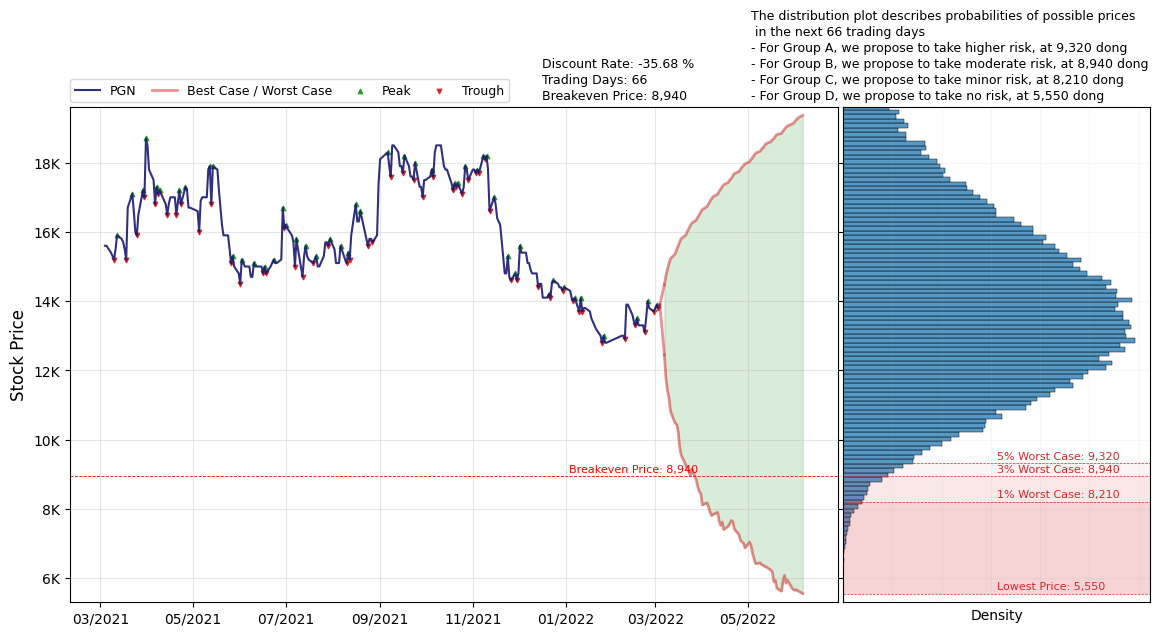 The distribution plot describes probabilities of possible prices
in the next 66 trading days
- For Group A, we propose to take higher risk, at 9,320 dong
- For Group B, we propose to take moderate risk, at 8,940 dong
- For Group C, we propose to take minor risk, at 8,210 dong
- For Group D, we propose to take no risk, at 5,550 dong
Discount Rate: -35.68 %
Trading Days: 66
Breakeven Price: 8,940
PGN
Best Case / Worst Case
Peak
Trough
Stock Price
18K
16K
14K
12K
10K
8K
6K
Breakeven Price: 8,940
5% Worst Case: 9,320
3% Worst Case: 8,940
1% Worst Case: 8,210
Lowest Price: 5,550
03/2021
05/2021
07/2021
09/2021
11/2021
01/2022
03/2022
05/2022
Density